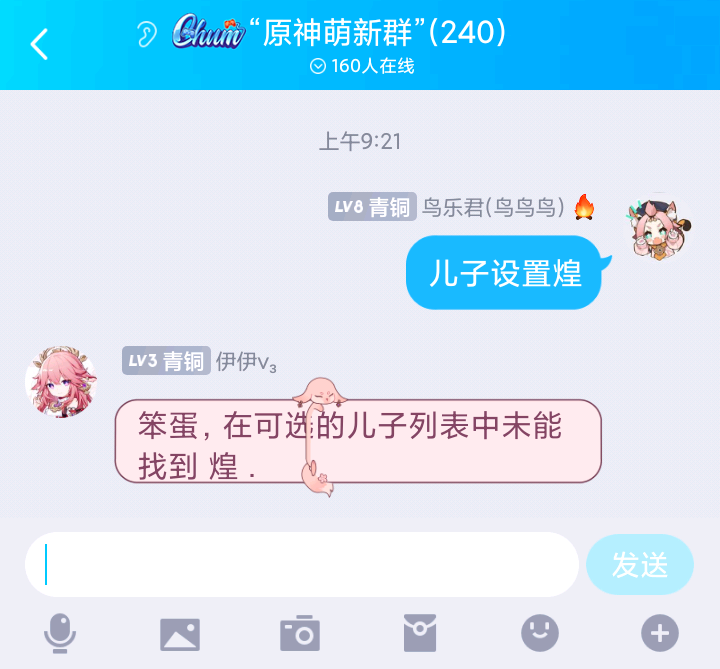 Chum“原神萌新群”(240)
160人在线
上午9:21
LV8 青铜 鸟乐君(鸟鸟鸟)
儿子设置煌
LV3 青铜 伊伊v₃
笨蛋，在可选的儿子列表中未能
找到 煌 .
发送